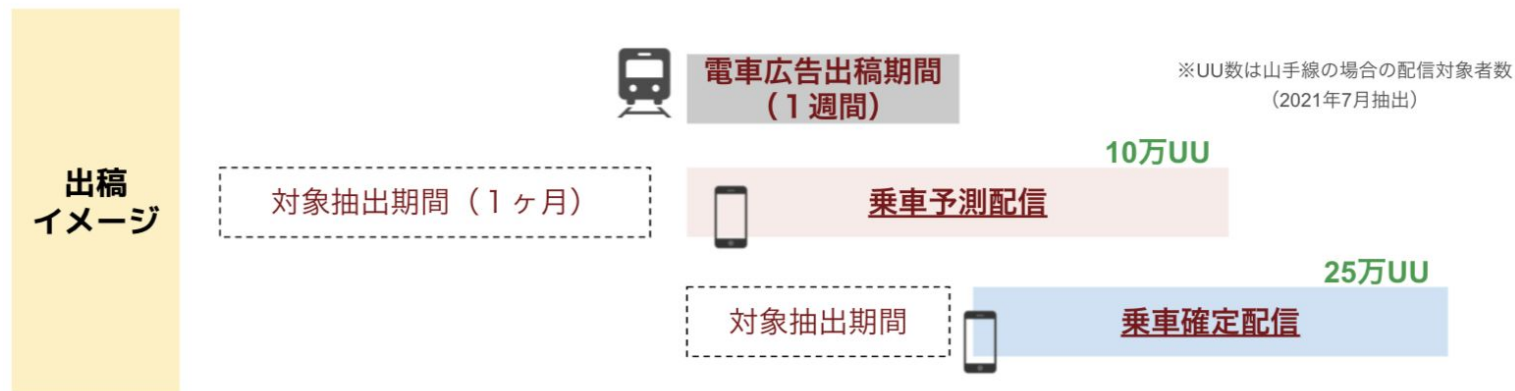 出稿
イメージ
電車広告出稿期間
（１週間）
※UU数は山手線の場合の配信対象者数
（2021年7月抽出）
10万UU
対象抽出期間（１ヶ月）
乗車予測配信
25万UU
対象抽出期間
乗車確定配信